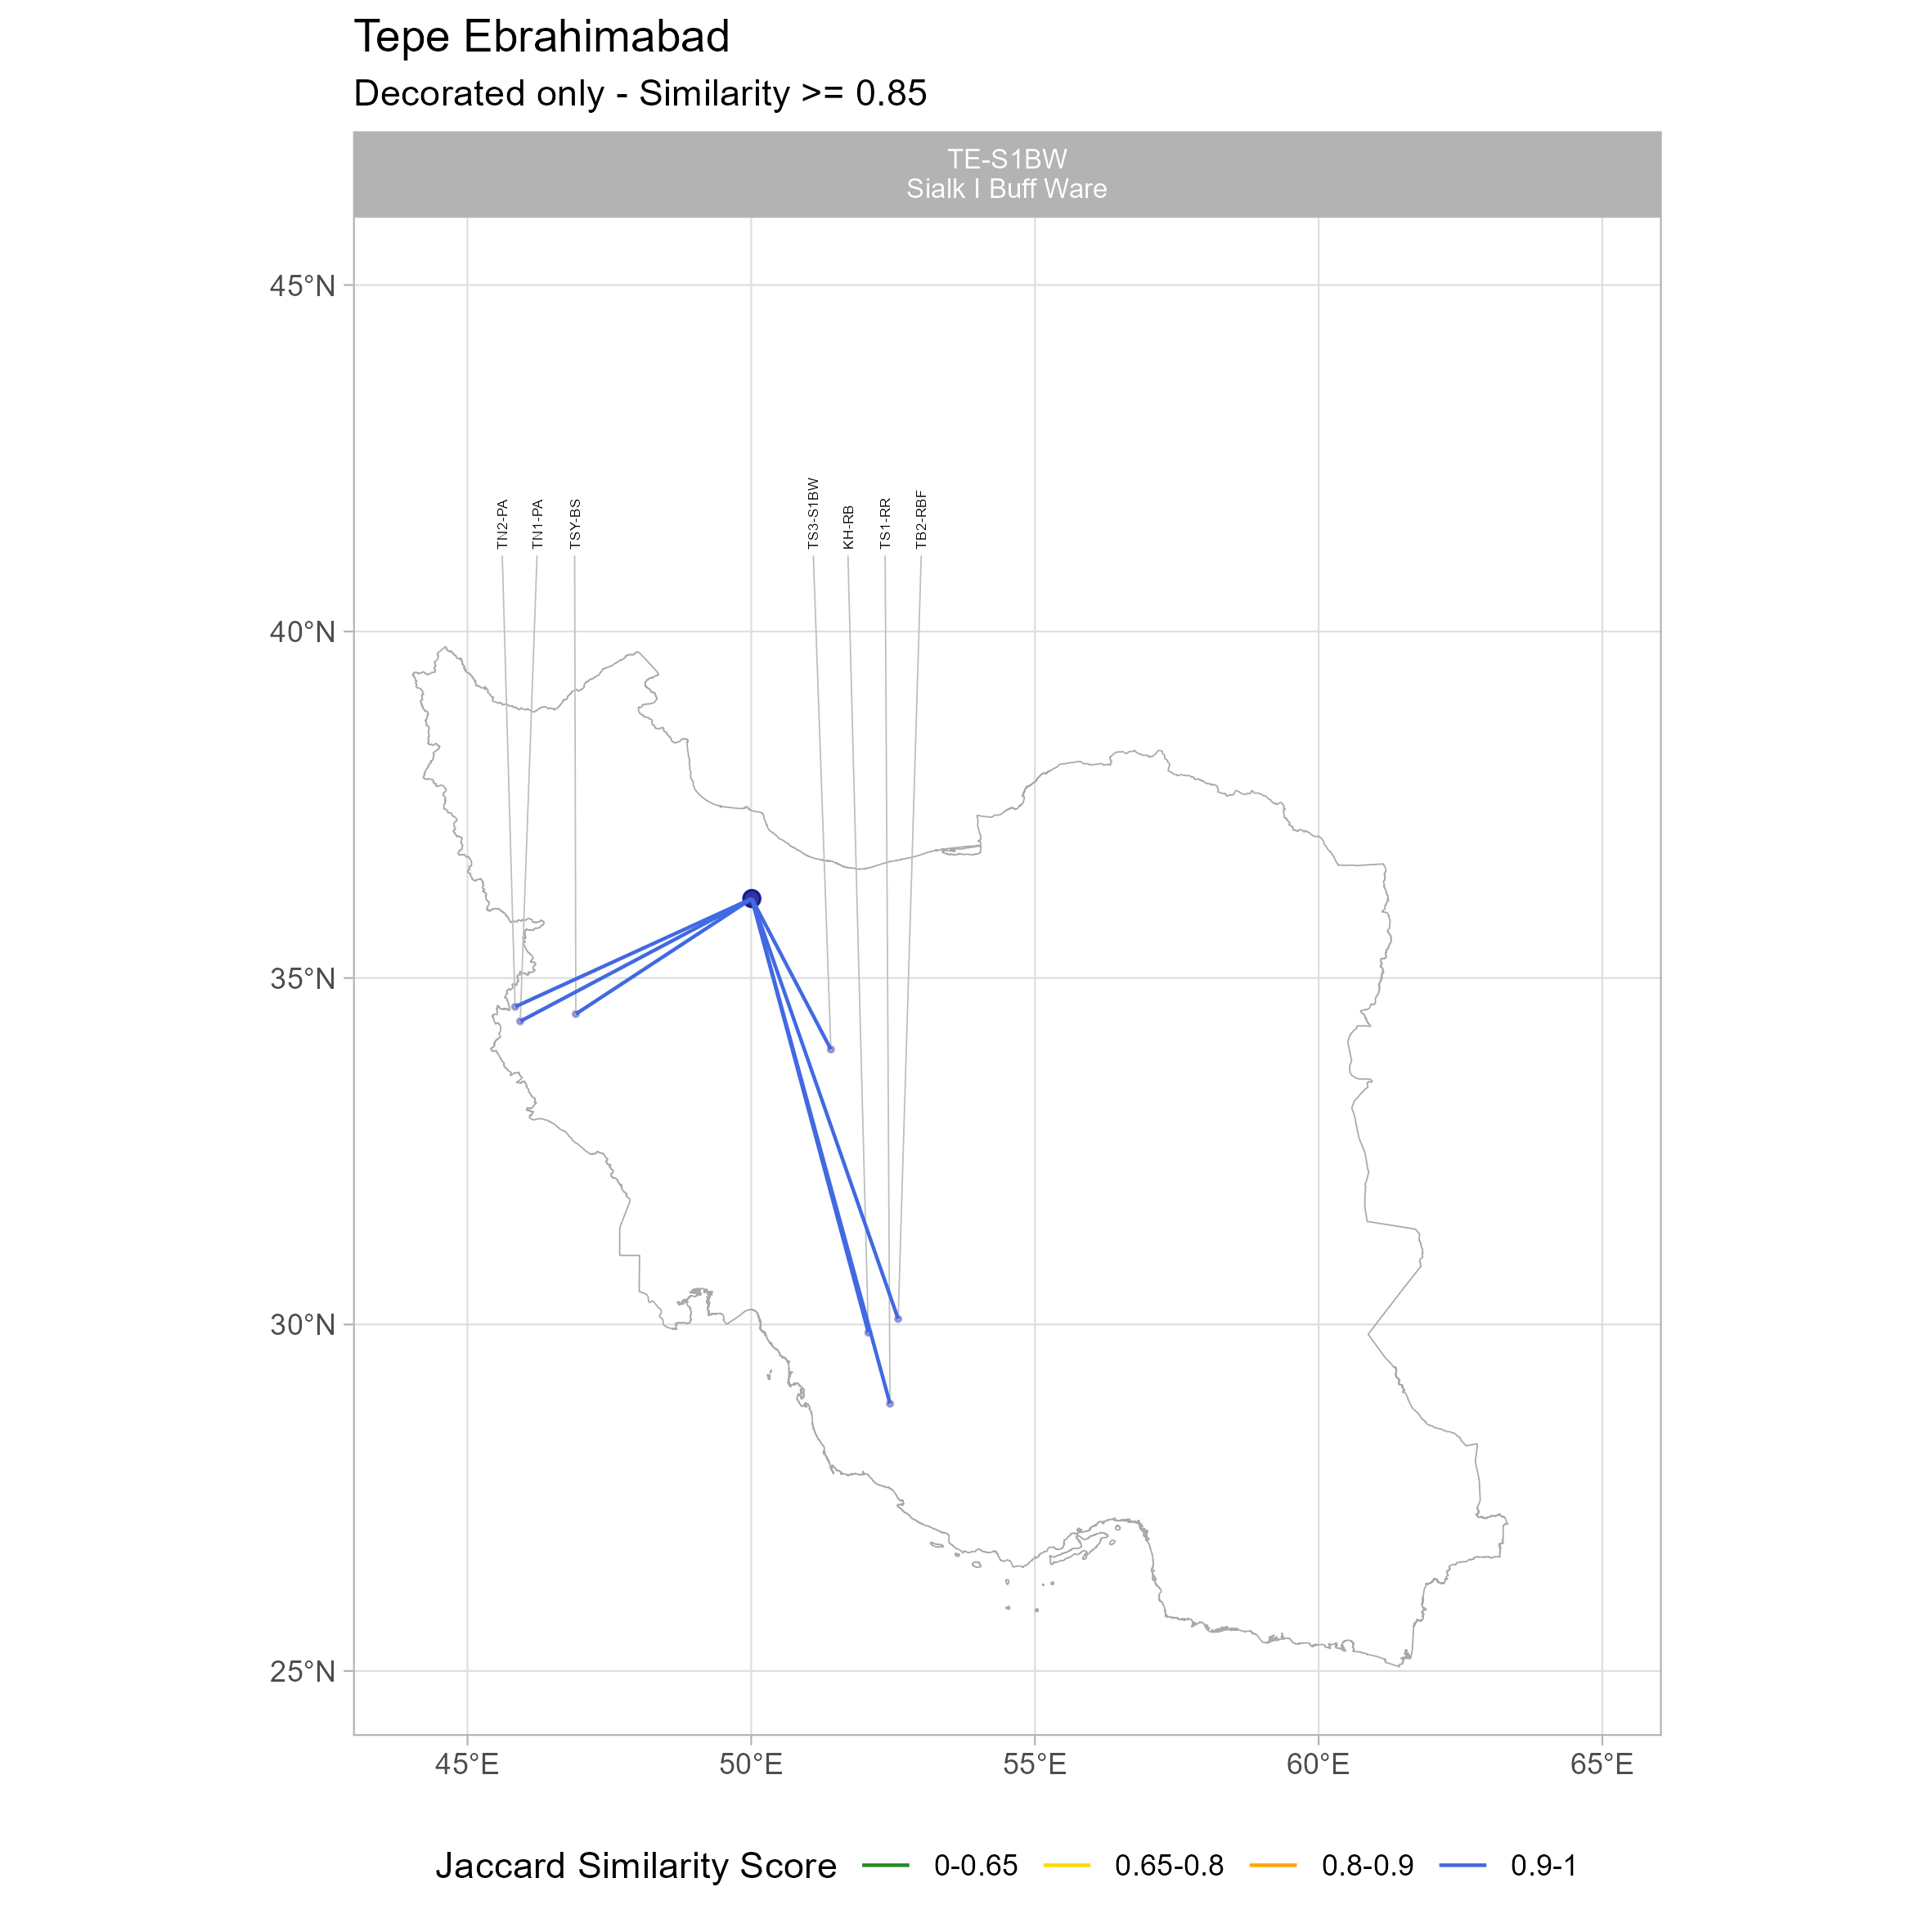 Tepe Ebrahimabad
Decorated only - Similarity >= 0.85
TE-S1BW
Sialk I Buff Ware
45°N
TN2-PA
TN1-PA
TSY-BS
TS3-S1BW
KH-RB
TS1-RR
TB2-RBF
40°N
35°N
30°N
25°N
45°E 50°E 55°E 60°E 65°E
Jaccard Similarity Score 0-0.65 0.65-0.8 0.8-0.9 0.9-1